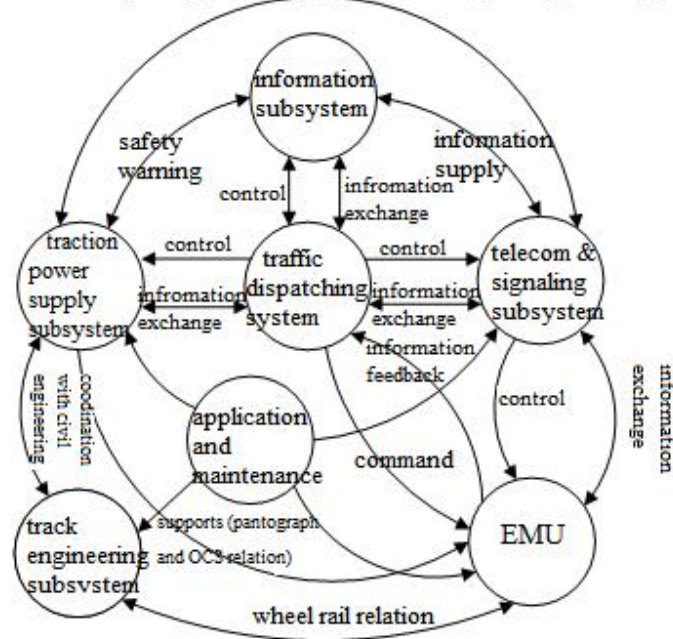 information
subsystem
safety
warning
information
supply
control
infromation
exchange
traction
power
supply
subsystem
control
traffic
dispatching
system
control
telecom &
signaling
subsystem
infromation
exchange
information
exchange
information
feedback
engineering
with civil
coordination
application
and
maintenance
control
information
exchange
command
track
engineering
subsystem
supports (pantograph
and OCS relation)
EMU
wheel rail relation